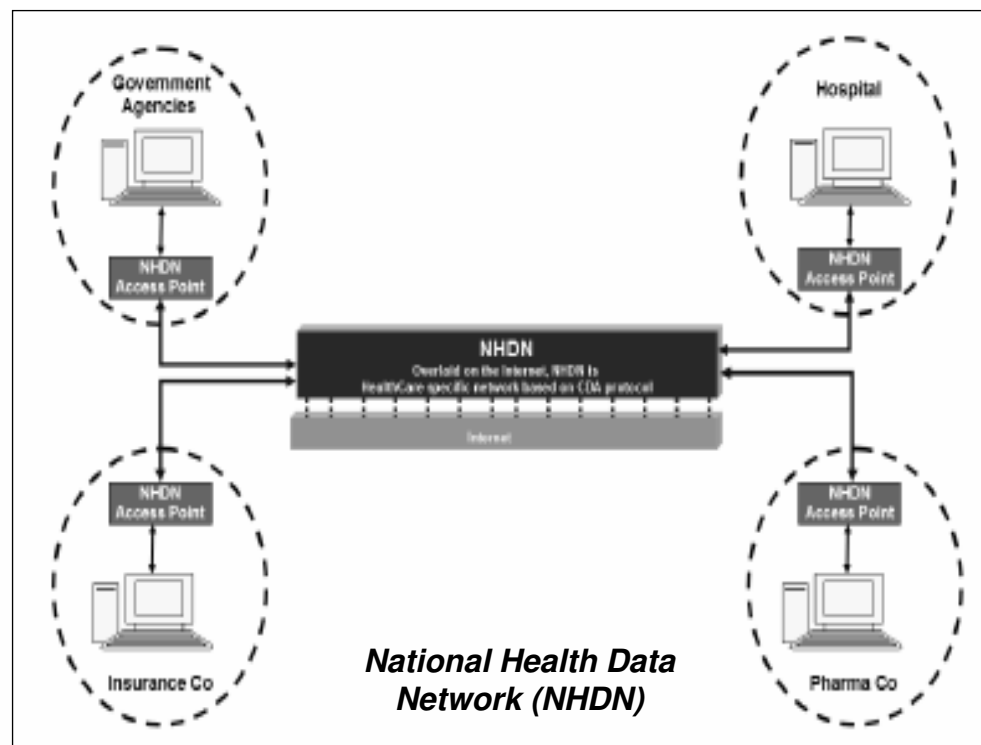 Government
Agencies
Hospital
NHDN
Access Point
NHDN
Access Point
NHDN
Overlaid on the Internet, NHDN is
HealthCare specific network based on CDA protocol
Internet
NHDN
Access Point
NHDN
Access Point
Insurance Co
National Health Data
Network (NHDN)
Pharma Co